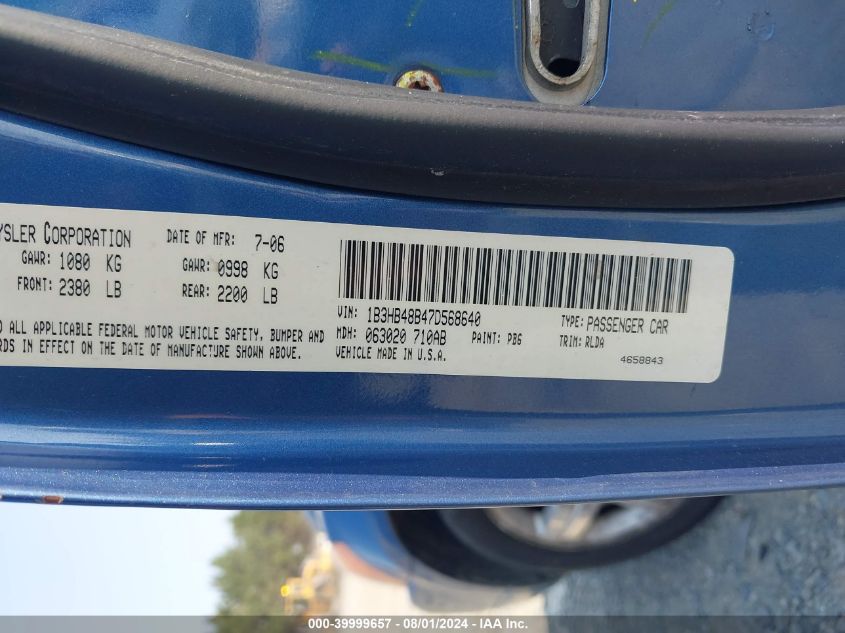 YSLER CORPORATION DATE OF MFR: 7-06
GAWR: 1080 KG GAWR: 0998 KG
FRONT: 2380 LB REAR: 2200 LB
VIN: 1B3HB48B47D568640 TYPE: PASSENGER CAR
MDH: 063020 710AB PAINT: PBG TRIM: RLDA
O ALL APPLICABLE FEDERAL MOTOR VEHICLE SAFETY, BUMPER AND
RDS IN EFFECT ON THE DATE OF MANUFACTURE SHOWN ABOVE.
VEHICLE MADE IN U.S.A. 4658843
000-39999657 - 08/01/2024 - IAA Inc.